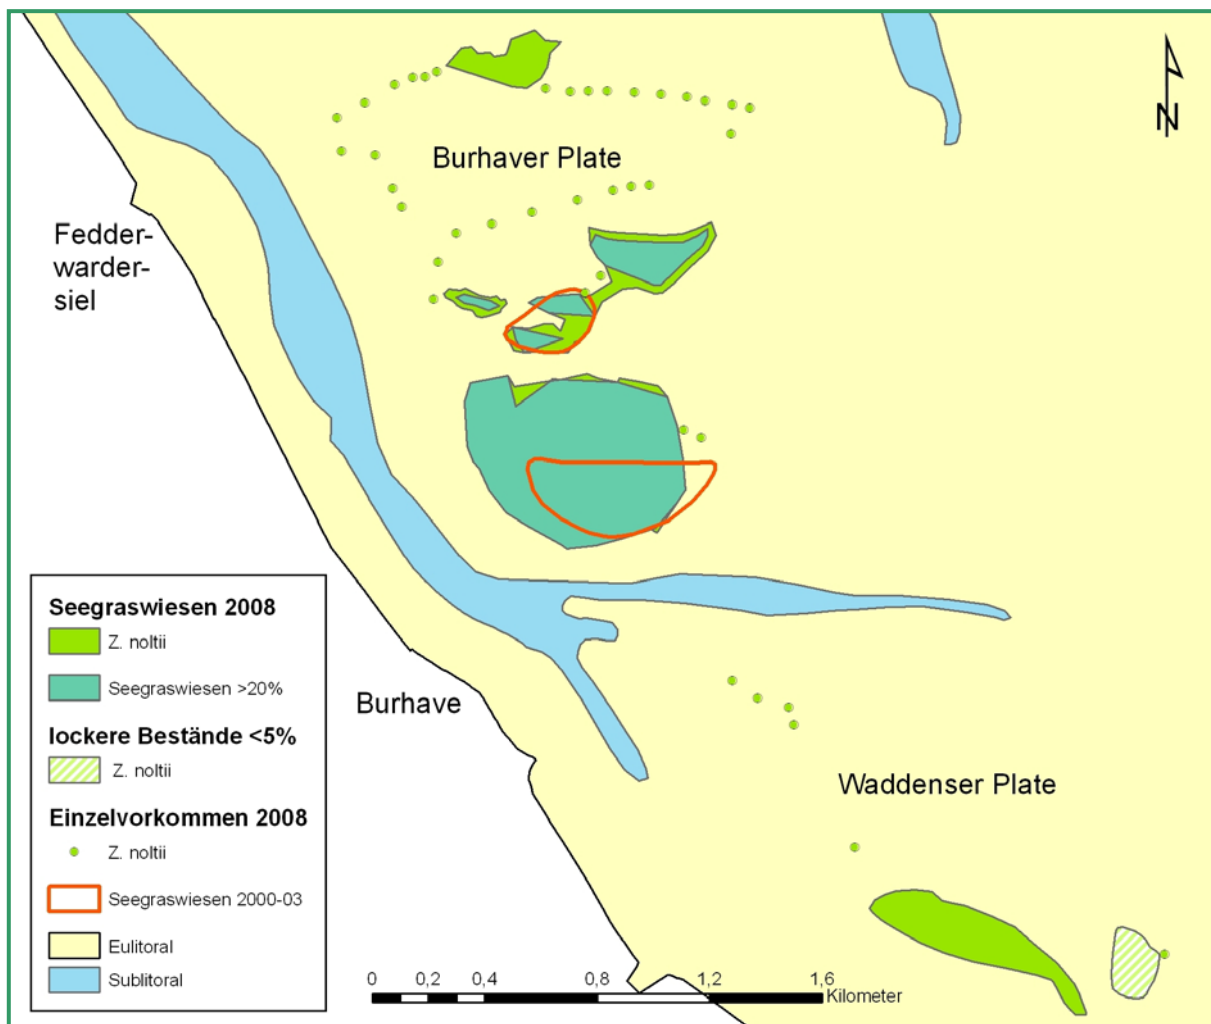 N
Burhaver Plate
Fedder-
warder-
siel
Seegraswiesen 2008
Z. noltii
Seegraswiesen >20%
lockere Bestände <5%
Z. noltii
Einzelvorkommen 2008
Z. noltii
Seegraswiesen 2000-03
Eulitoral
Sublitoral
Burhave
Waddenser Plate
0 0,2 0,4 0,8 1,2 1,6
Kilometer